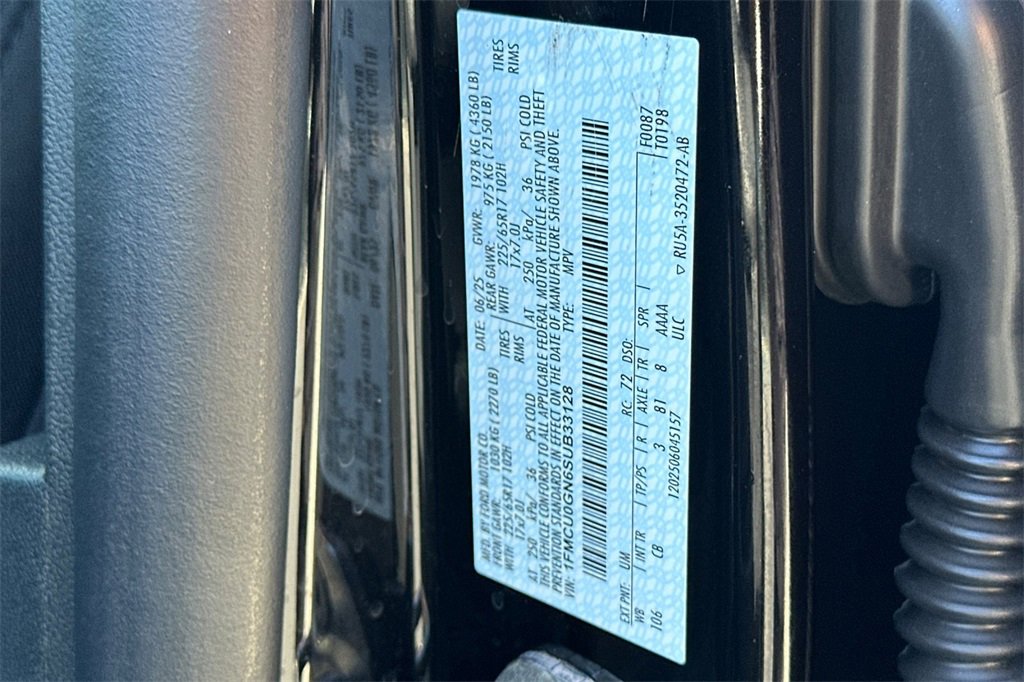 MFD. BY FORD MOTOR CO. DATE: 06/25 GVWR: 1978 KG ( 4360 LB)
FRONT GAWR: 1030 KG ( 2270 LB) REAR GAWR: 975 KG ( 2150 LB)
WITH 225/65R17 102H TIRES WITH 225/65R17 102H TIRES
17x7.0J RIMS 17x7.0J RIMS
AT 250 kPa/ 36 PSI COLD AT 250 kPa/ 36 PSI COLD
THIS VEHICLE CONFORMS TO ALL APPLICABLE FEDERAL MOTOR VEHICLE SAFETY AND THEFT
PREVENTION STANDARDS IN EFFECT ON THE DATE OF MANUFACTURE SHOWN ABOVE.
VIN: 1FMCU0GN6SUB33128 TYPE: MPV
EXT PNT: UM RC: 72 DSO: F0087
WB INT TR TP/PS R AXLE TR SPR T0198
106 CB 3 81 8 AAAA
ULC
1202506045157 ▽ RU5A-3520472-AB